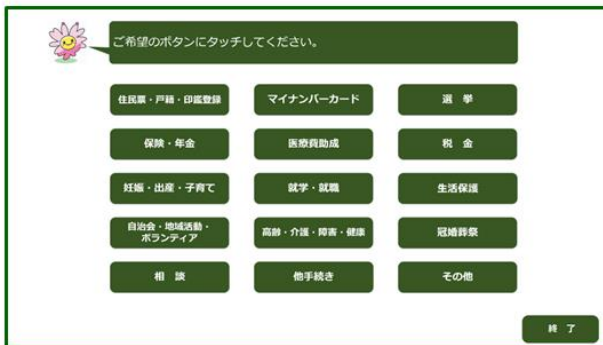 ご希望のボタンにタッチしてください。
住民票・戸籍・印鑑登録
マイナンバーカード
選 挙
保険・年金
医療費助成
税 金
妊娠・出産・子育て
就学・就職
生活保護
自治会・地域活動・
ボランティア
高齢・介護・障害・健康
冠婚葬祭
相 談
他手続き
その他
終 了